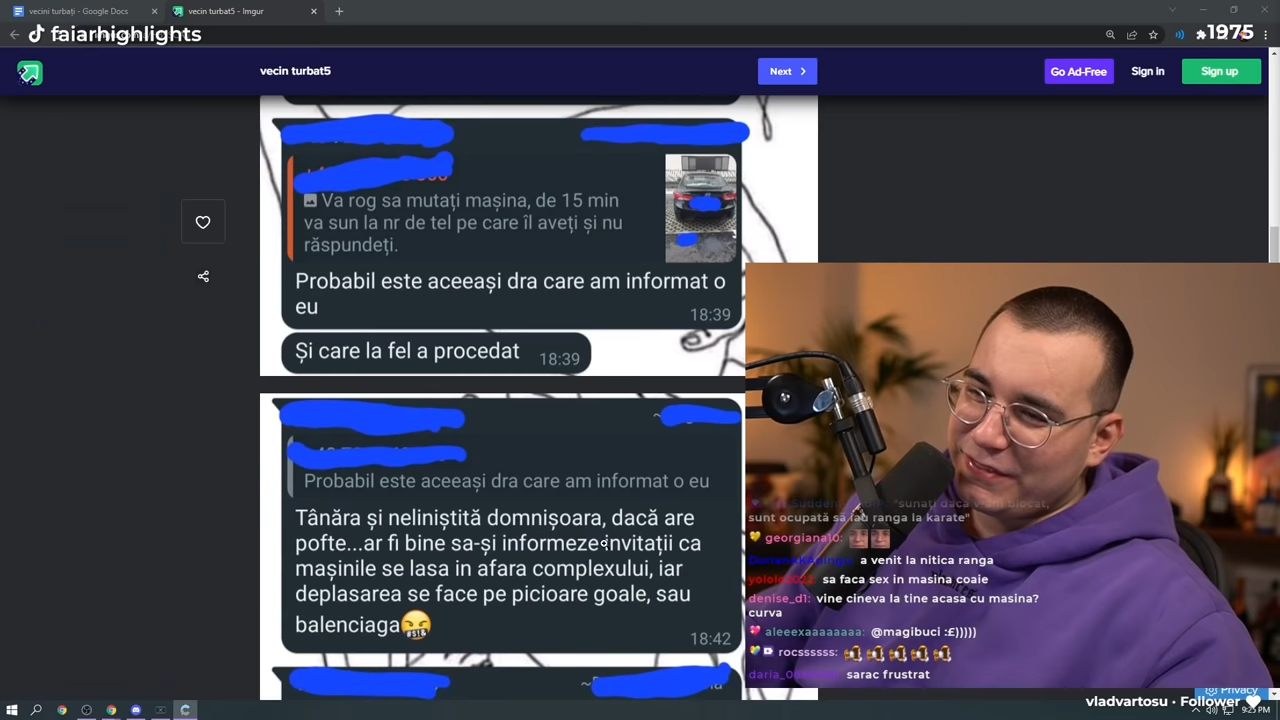 vecini turbați - Google Docs
vecin turbat5 - Imgur
faiarhighlights
1975
vecin turbat5
Next
Go Ad-Free
Sign in
Sign up
Va rog sa mutați mașina, de 15 min
va sun la nr de tel pe care îl aveți și nu
răspundeți.
Probabil este aceeași dra care am informat o
eu
18:39
Și care la fel a procedat
18:39
Probabil este aceeași dra care am informat o eu
Tânăra și neliniștită domnișoara, dacă are
pofte...ar fi bine sa-și informeze invitații ca
mașinile se lasa in afara complexului, iar
deplasarea se face pe picioare goale, sau
balenciaga🤬
18:42
"sunați daca v-am blocat,
sunt ocupată să iau ranga la karate"
georgiana10:
a venit la nitica ranga
sa faca sex in masina coaie
denise_d1: vine cineva la tine acasa cu masina?
curva
aleeexaaaaaaaa: @magibuci :£)))))
rocssssss:
sarac frustrat
Privacy
vladvartosu • Follower
9:25 PM